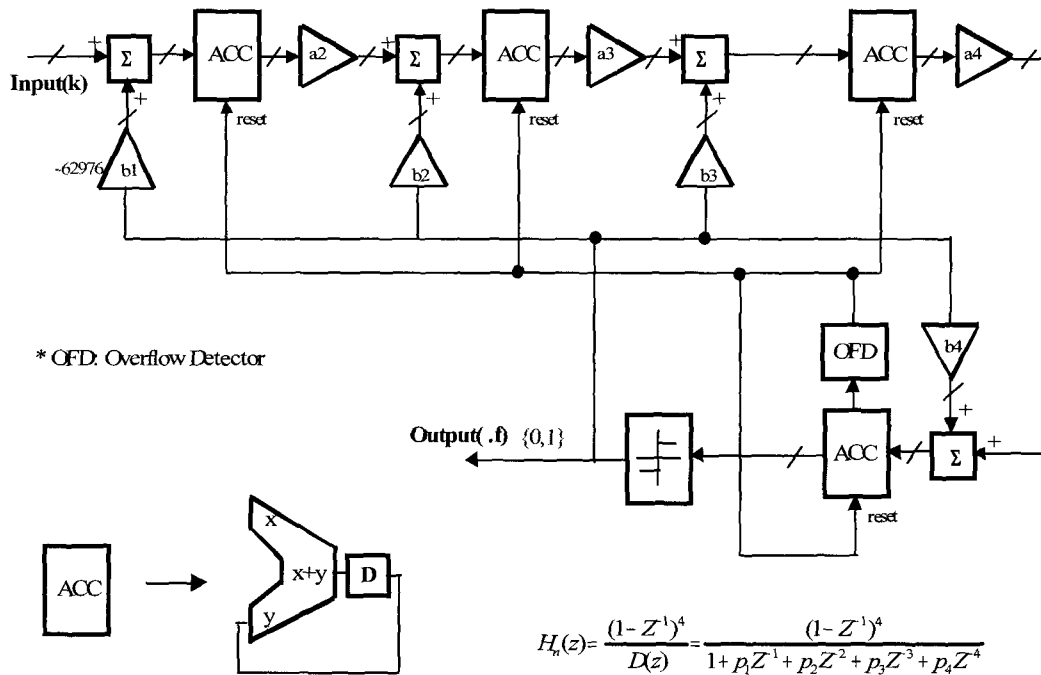 + Σ ACC a2 + Σ ACC a3 + Σ ACC a4
Input(k)
+ reset + reset + reset
-62976 b1 b2 b3
* OFD: Overflow Detector
OFD b4
+
Output( .f) {0,1} ACC Σ +
reset
ACC
x
x+y D
y
H_n(z)= (1- Z^-1)^4 / D(z) = (1- Z^-1)^4 / 1+ p_1Z^-1+ p_2Z^-2+ p_3Z^-3+ p_4Z^-4